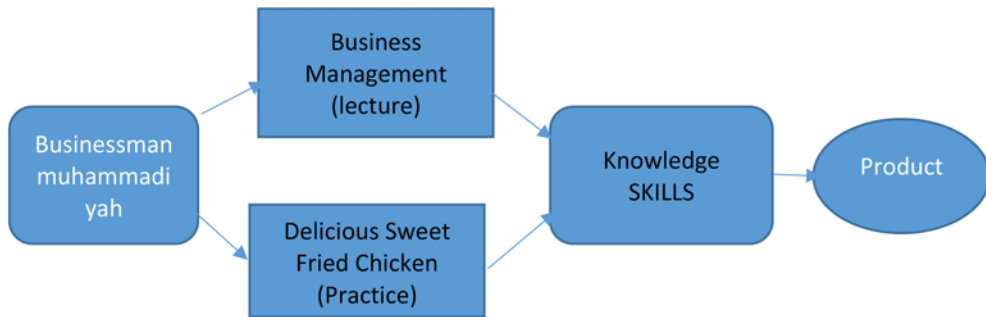 Businessman
muhammadi
yah
Business
Management
(lecture)
Delicious Sweet
Fried Chicken
(Practice)
Knowledge
SKILLS
Product